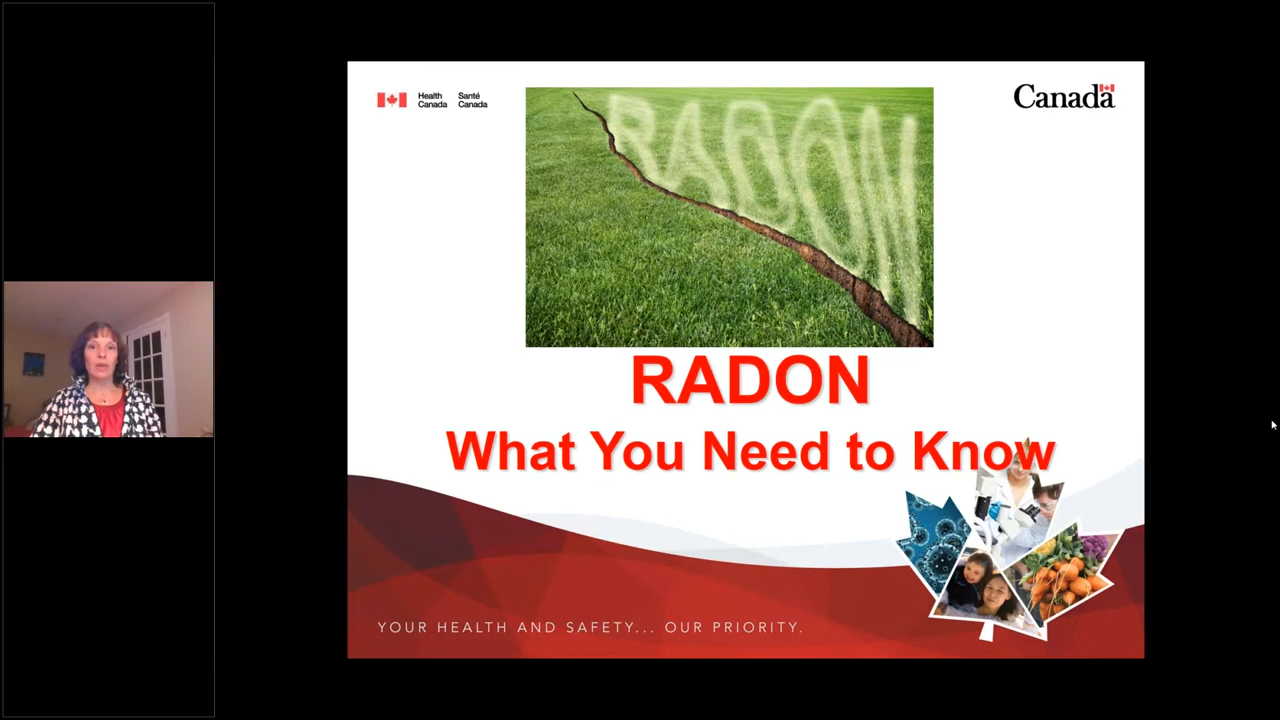 Health Canada
Santé Canada
Canada
RADON
RADON
What You Need to Know
YOUR HEALTH AND SAFETY... OUR PRIORITY.